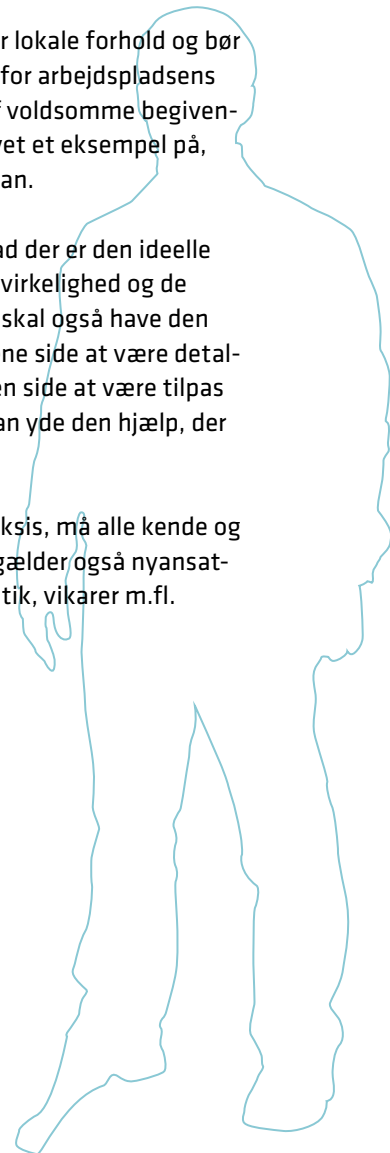 r lokale forhold og bør
for arbejdspladsens
f voldsomme begiven-
vet et eksempel på,
an.
ad der er den ideelle
virkelighed og de
skal også have den
ne side at være detal-
en side at være tilpas
an yde den hjælp, der
ksis, må alle kende og
gælder også nyansat-
tik, vikarer m.fl.